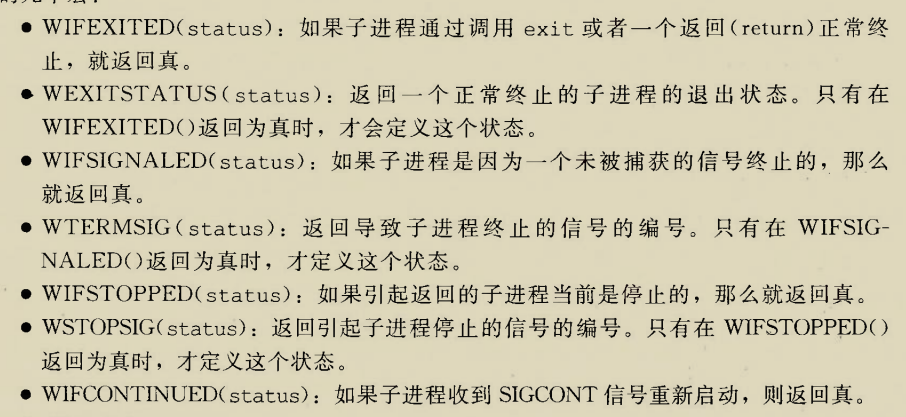 ● WIFEXITED(status)：如果子进程通过调用 exit 或者一个返回(return)正常终
止，就返回真。
● WEXITSTATUS(status)：返回一个正常终止的子进程的退出状态。只有在
WIFEXITED()返回为真时，才会定义这个状态。
● WIFSIGNALED(status)：如果子进程是因为一个未被捕获的信号终止的，那么
就返回真。
● WTERMSIG(status)：返回导致子进程终止的信号的编号。只有在 WIFSIG-
NALED()返回为真时，才定义这个状态。
● WIFSTOPPED(status)：如果引起返回的子进程当前是停止的，那么就返回真。
● WSTOPSIG(status)：返回引起子进程停止的信号的编号。只有在 WIFSTOPPED()
返回为真时，才定义这个状态。
● WIFCONTINUED(status)：如果子进程收到 SIGCONT 信号重新启动，则返回真。